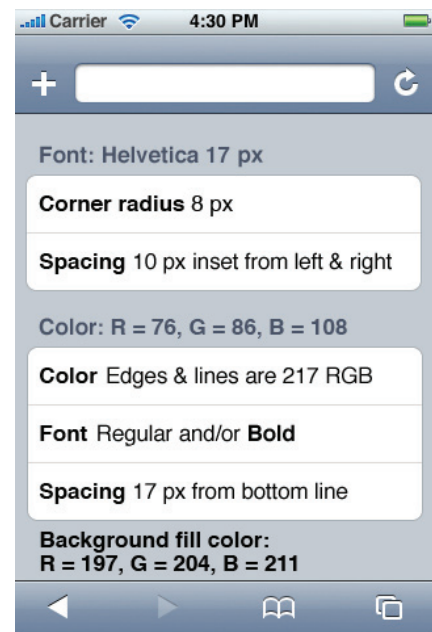 Carrier 4:30 PM
Font: Helvetica 17 px
Corner radius 8 px
Spacing 10 px inset from left & right
Color: R = 76, G = 86, B = 108
Color Edges & lines are 217 RGB
Font Regular and/or Bold
Spacing 17 px from bottom line
Background fill color:
R = 197, G = 204, B = 211